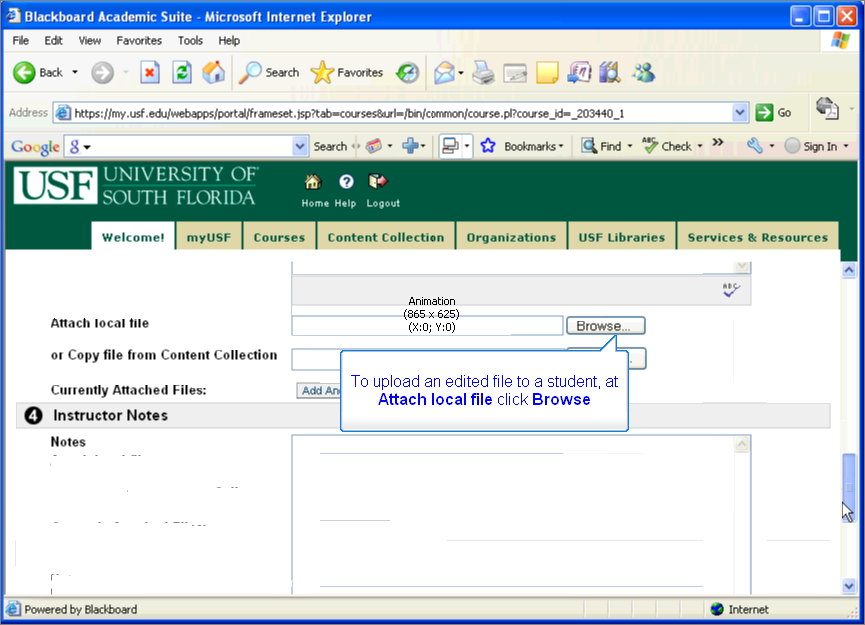 Blackboard Academic Suite - Microsoft Internet Explorer
File Edit View Favorites Tools Help
Back Search Favorites
Address https://my.usf.edu/webapps/portal/frameset.jsp?tab=courses&url=/bin/common/course.pl?course_id=_203440_1 Go
Google g Search Bookmarks Find ABC Check » Sign In
USF UNIVERSITY OF
SOUTH FLORIDA
Home Help Logout
Welcome! myUSF Courses Content Collection Organizations USF Libraries Services & Resources
ABC
Animation
(865 x 625)
(X:0; Y:0)
Attach local file Browse...
or Copy file from Content Collection
Currently Attached Files: Add
To upload an edited file to a student, at
Attach local file click Browse
4 Instructor Notes
Notes
Powered by Blackboard Internet